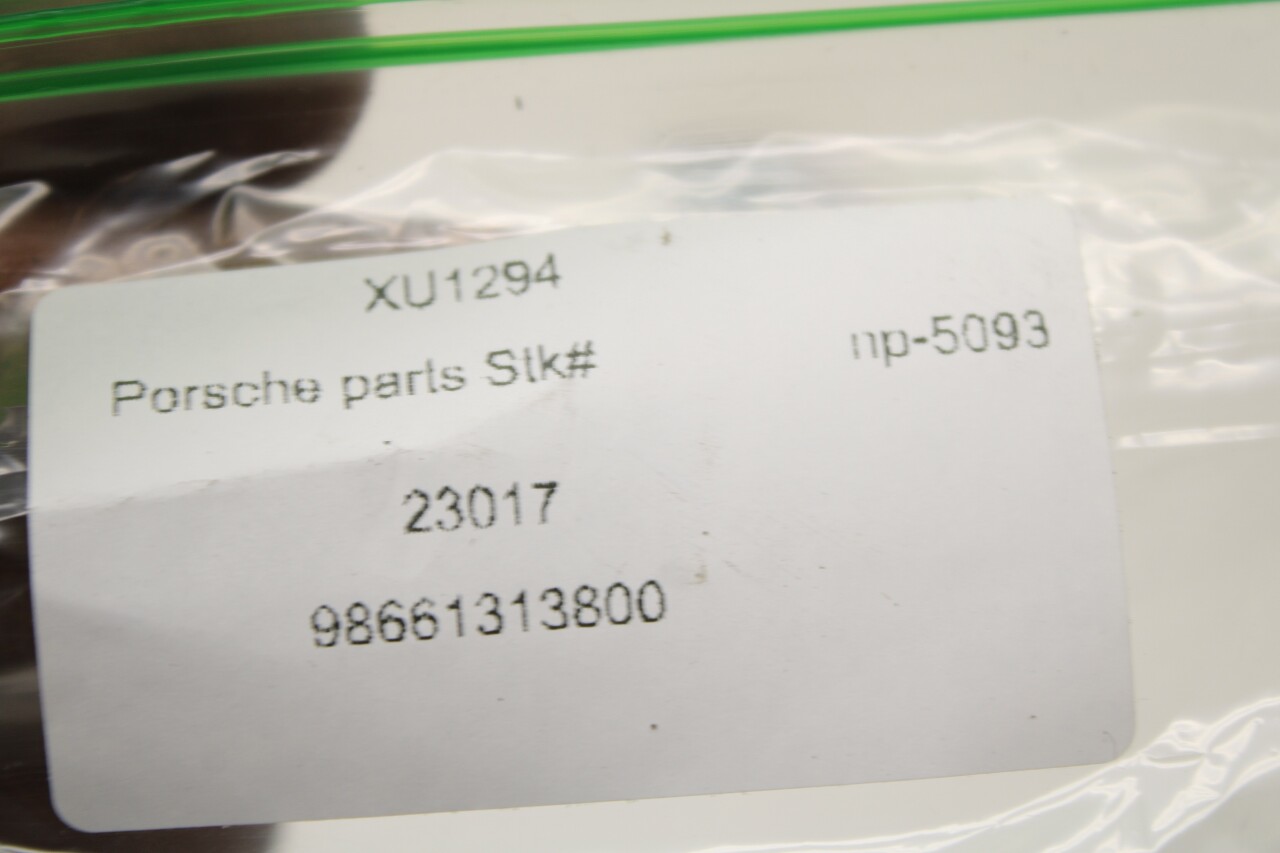 XU1294
Porsche parts Stk# np-5093
23017
98661313800